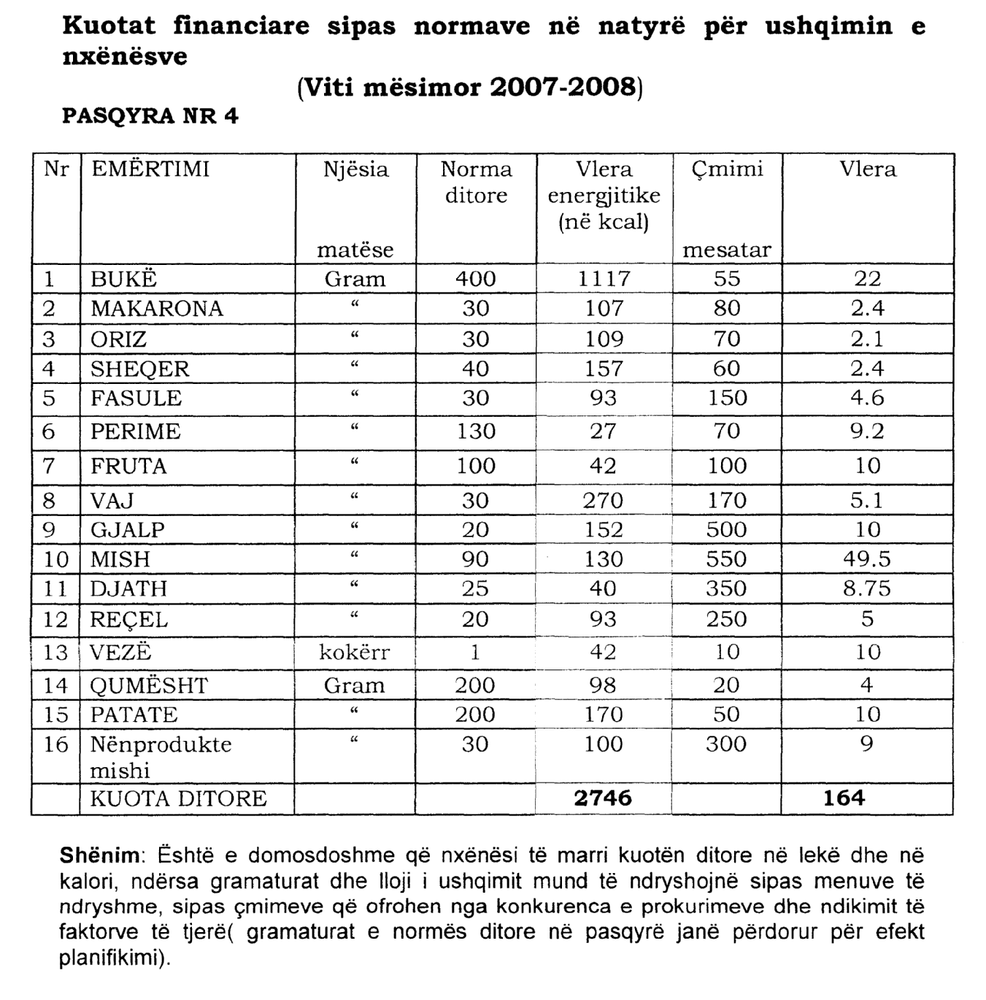 Kuotat financiare sipas normave në natyrë për ushqimin e
nxënësve
(Viti mësimor 2007-2008)
PASQYRA NR 4
Nr EMËRTIMI Njësia matëse Norma ditore Vlera energjitike (në kcal) Çmimi mesatar Vlera
1 BUKË Gram 400 1117 55 22
2 MAKARONA “ 30 107 80 2.4
3 ORIZ “ 30 109 70 2.1
4 SHEQER “ 40 157 60 2.4
5 FASULE “ 30 93 150 4.6
6 PERIME “ 130 27 70 9.2
7 FRUTA “ 100 42 100 10
8 VAJ “ 30 270 170 5.1
9 GJALP “ 20 152 500 10
10 MISH “ 90 130 550 49.5
11 DJATH “ 25 40 350 8.75
12 REÇEL “ 20 93 250 5
13 VEZË kokërr 1 42 10 10
14 QUMËSHT Gram 200 98 20 4
15 PATATE “ 200 170 50 10
16 Nënprodukte mishi “ 30 100 300 9
KUOTA DITORE 2746 164
Shënim: Është e domosdoshme që nxënësi të marri kuotën ditore në lekë dhe në
kalori, ndërsa gramaturat dhe lloji i ushqimit mund të ndryshojnë sipas menuve të
ndryshme, sipas çmimeve që ofrohen nga konkurenca e prokurimeve dhe ndikimit të
faktorve të tjerë( gramaturat e normës ditore në pasqyrë janë përdorur për efekt
planifikimi).